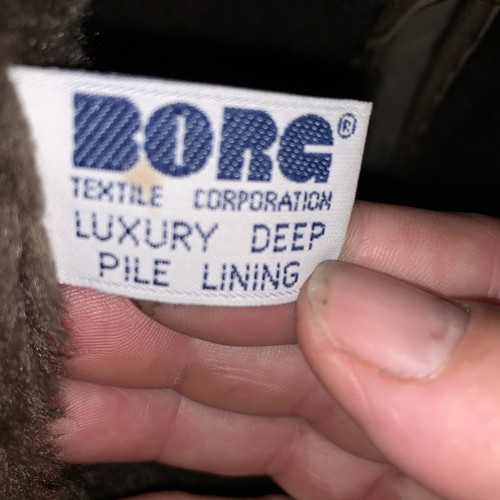 BORG®
TEXTILE CORPORATION
LUXURY DEEP
PILE LINING